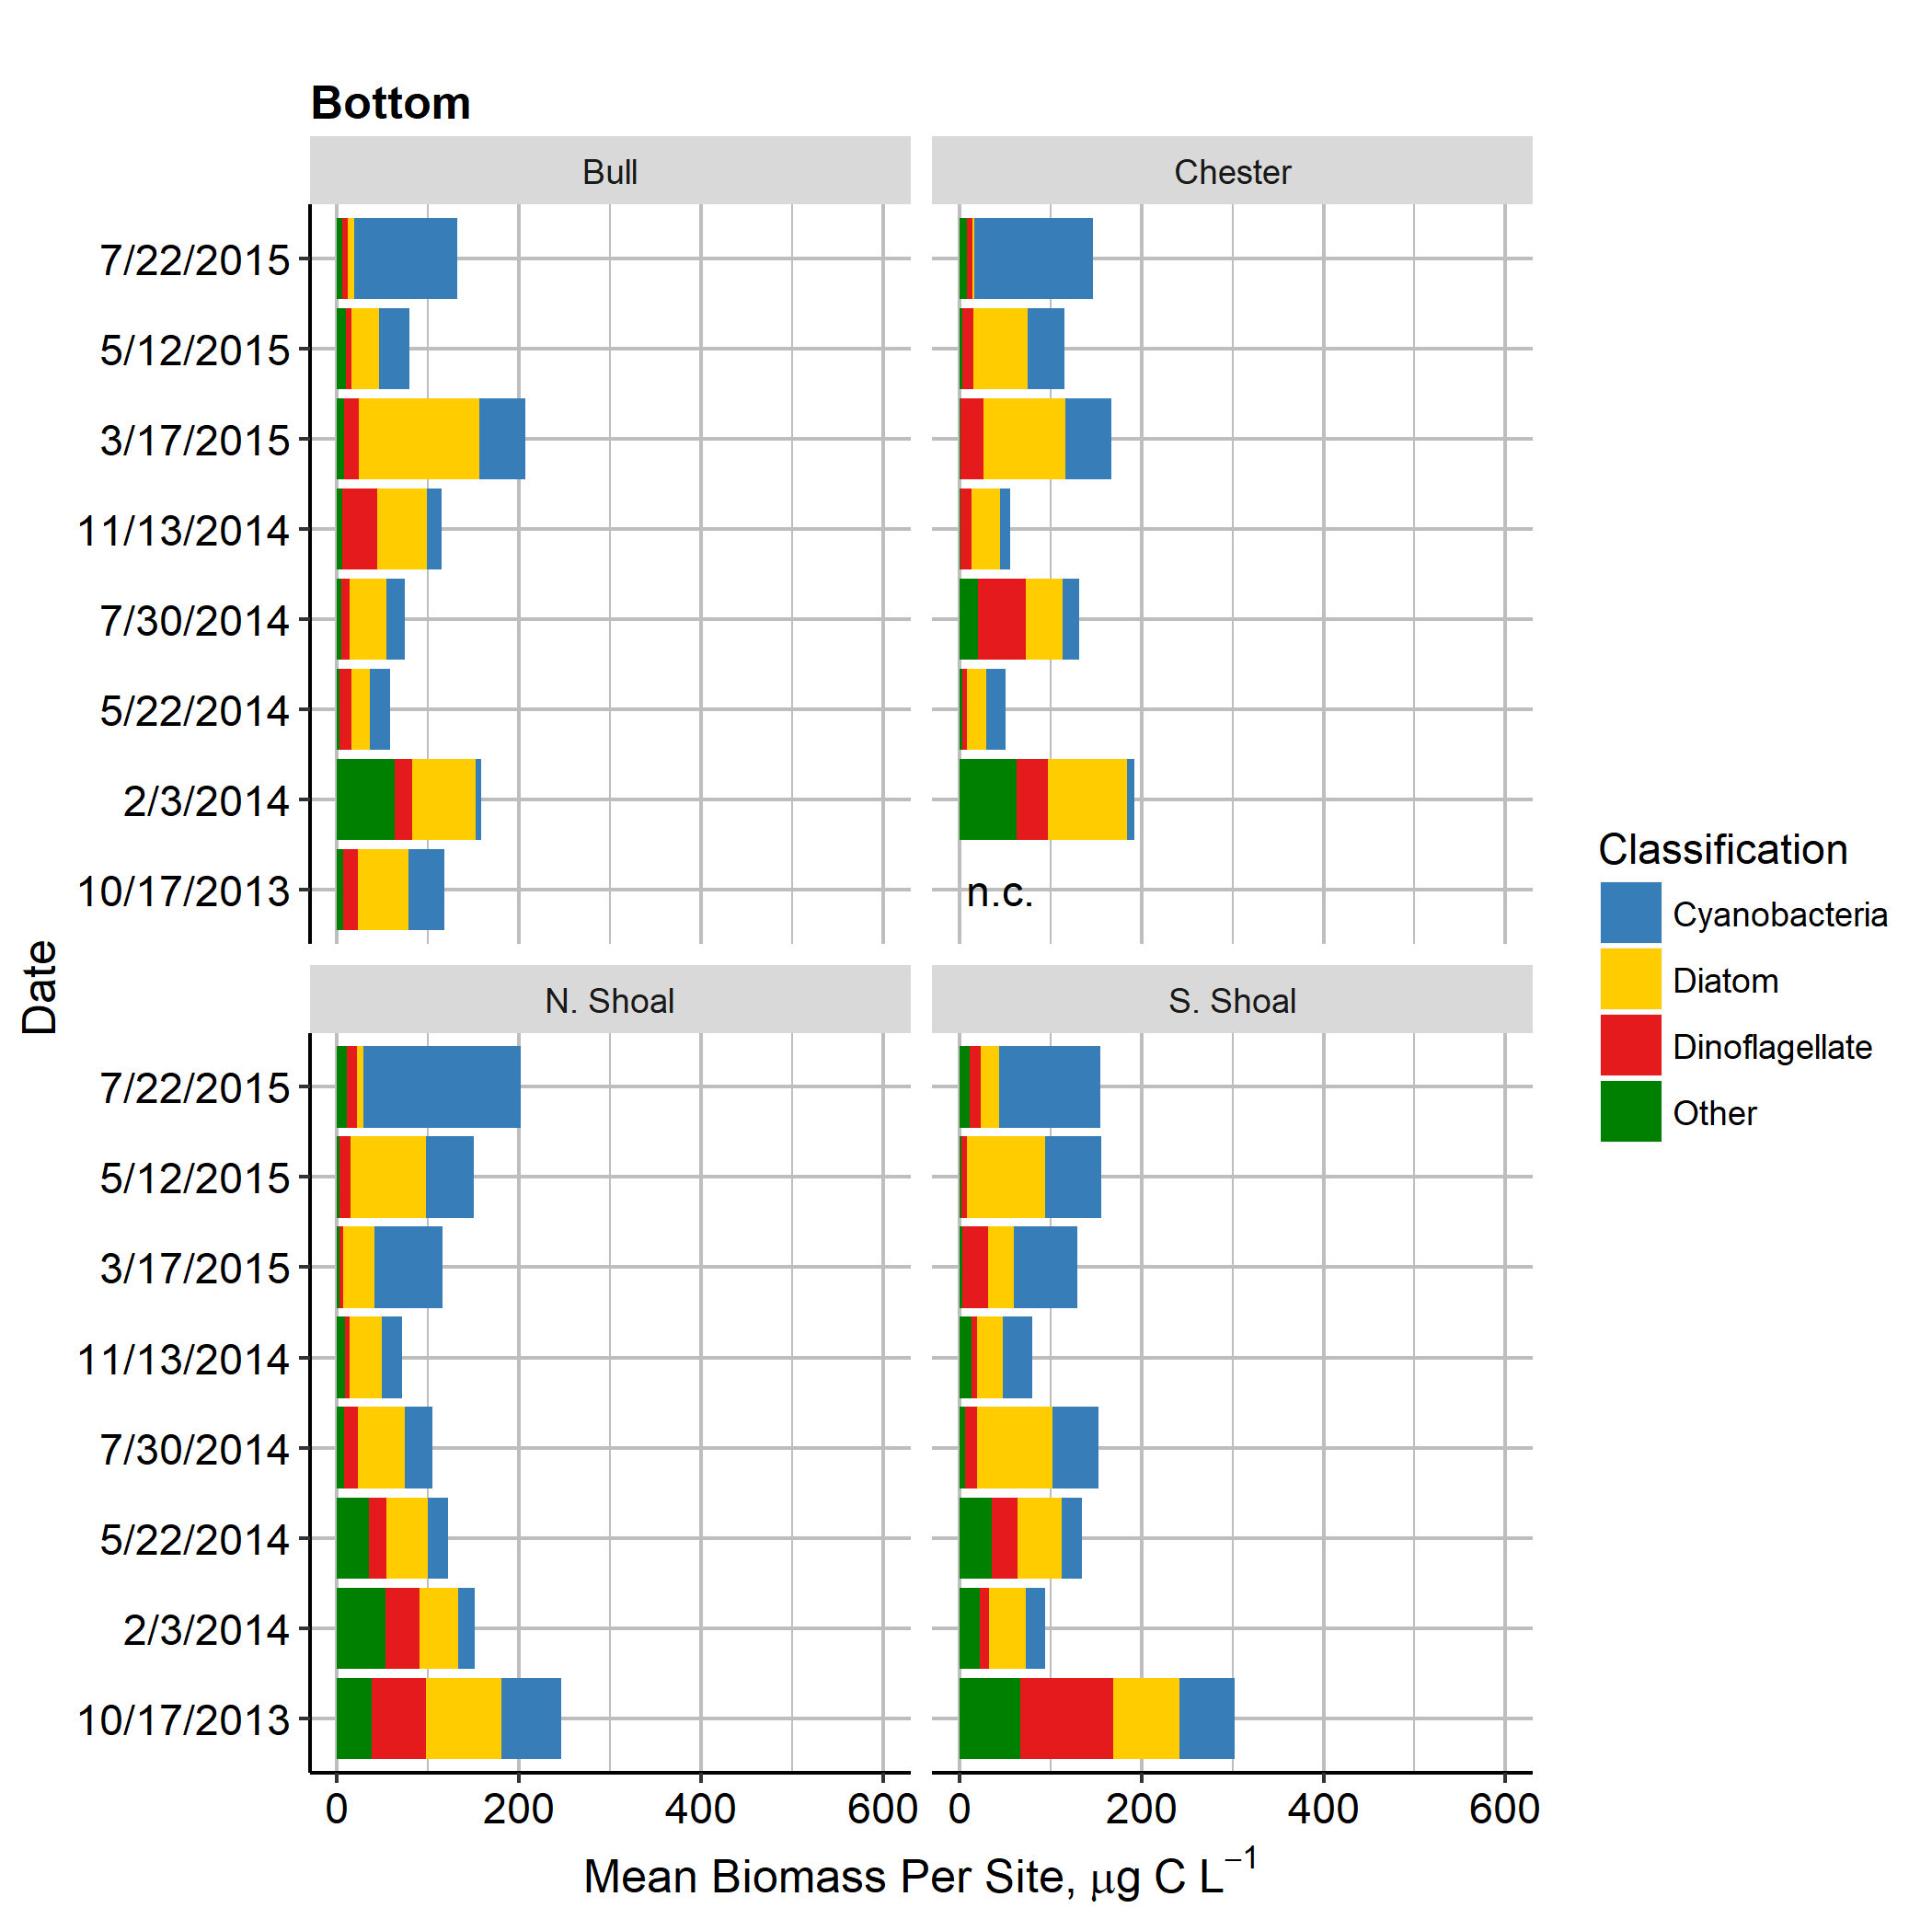 Bottom
Bull
Chester
7/22/2015
5/12/2015
3/17/2015
11/13/2014
7/30/2014
5/22/2014
2/3/2014
10/17/2013
n.c.
N. Shoal
S. Shoal
7/22/2015
5/12/2015
3/17/2015
11/13/2014
7/30/2014
5/22/2014
2/3/2014
10/17/2013
0 200 400 600
0 200 400 600
Mean Biomass Per Site, μg C L⁻¹
Date
Classification
Cyanobacteria
Diatom
Dinoflagellate
Other